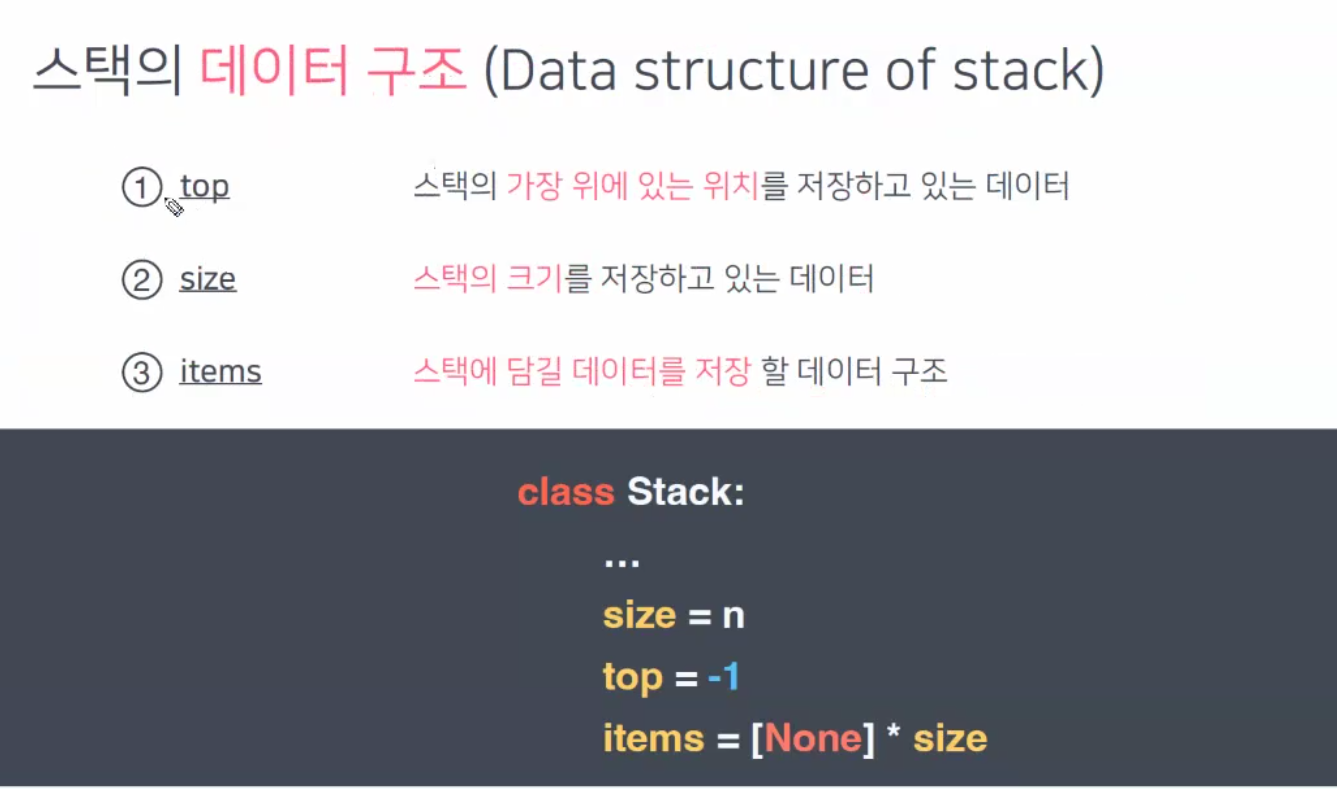 스택의 데이터 구조 (Data structure of stack)
① top 스택의 가장 위에 있는 위치를 저장하고 있는 데이터
② size 스택의 크기를 저장하고 있는 데이터
③ items 스택에 담길 데이터를 저장 할 데이터 구조
class Stack:
...
size = n
top = -1
items = [None] * size